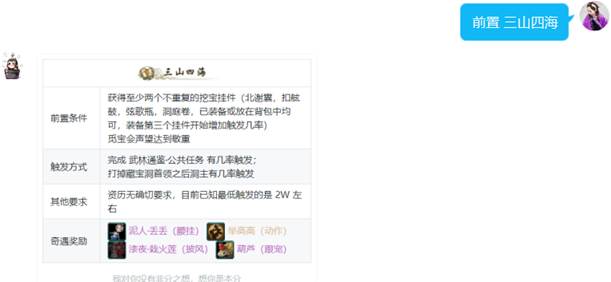 前置 三山四海
三山四海
前置条件
获得至少两个不重复的挖宝挂件（北谢囊，扣舷
鼓，弦歌瓶，洞庭卷，已装备或放在背包中均
可，装备第三个挂件开始增加触发几率）
觅宝会声望达到敬重
触发方式
完成 武林通鉴·公共任务 有几率触发；
打掉藏宝洞首领之后洞主有几率触发
其他要求
资历无确切要求，目前已知最低触发的是 2W 左
右
奇遇奖励
泥人·丢丢（腰挂） 举高高（动作）
漆夜·栽火莲（披风） 葫芦（跟宠）
我对你没有非分之想，想你是本分